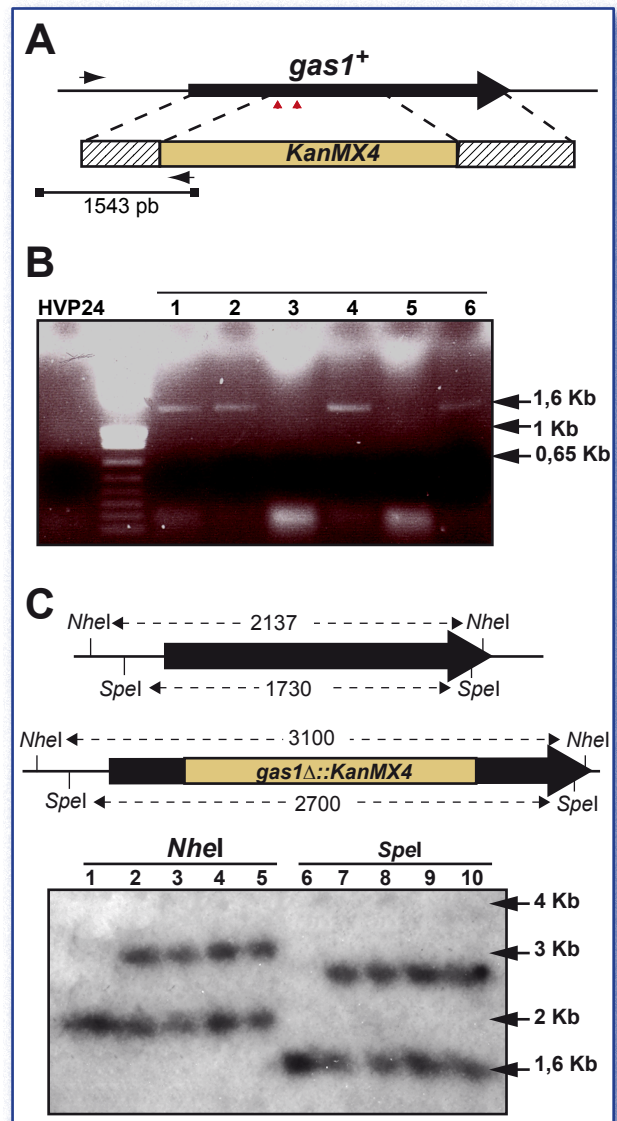 A
gas1+
KanMX4
1543 pb
B
HVP24 1 2 3 4 5 6
1,6 Kb
1 Kb
0,65 Kb
C
NheI 2137 NheI
SpeI 1730 SpeI
NheI 3100 NheI
gas1Δ::KanMX4
SpeI 2700 SpeI
NheI SpeI
1 2 3 4 5 6 7 8 9 10
4 Kb
3 Kb
2 Kb
1,6 Kb